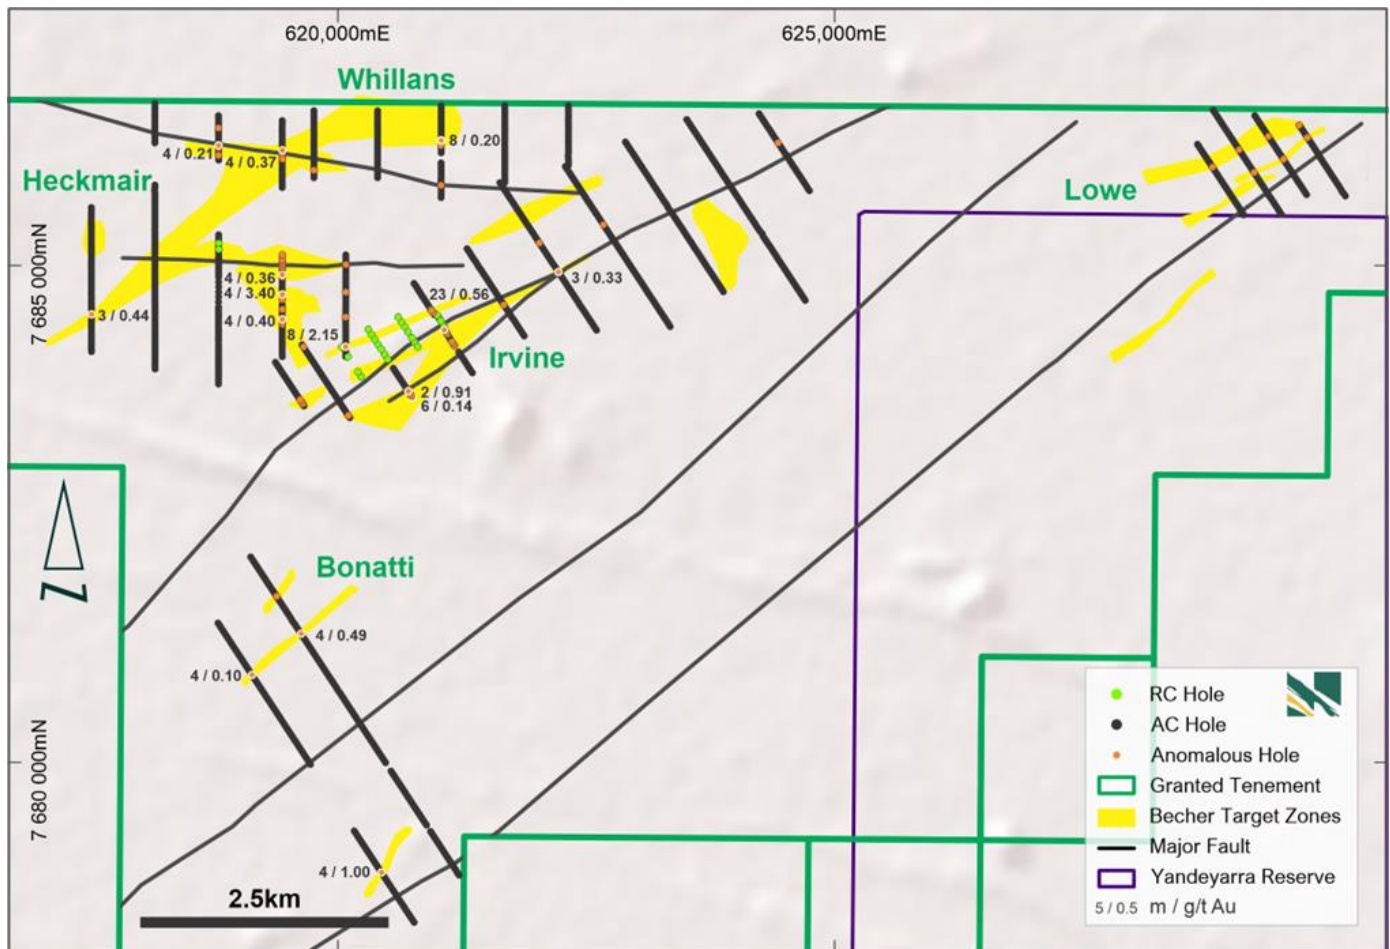 620,000mE
625,000mE
Whillans
8 / 0.20
4 / 0.21
4 / 0.37
Heckmair
Lowe
7 685 000mN
4 / 0.36
3 / 0.33
4 / 3.40
23 / 0.56
3 / 0.44
4 / 0.40
8 / 2.15
Irvine
2 / 0.91
6 / 0.14
N
Bonatti
4 / 0.49
4 / 0.10
7 680 000mN
4 / 1.00
2.5km
RC Hole
AC Hole
Anomalous Hole
Granted Tenement
Becher Target Zones
Major Fault
Yandeyarra Reserve
5 / 0.5 m / g/t Au